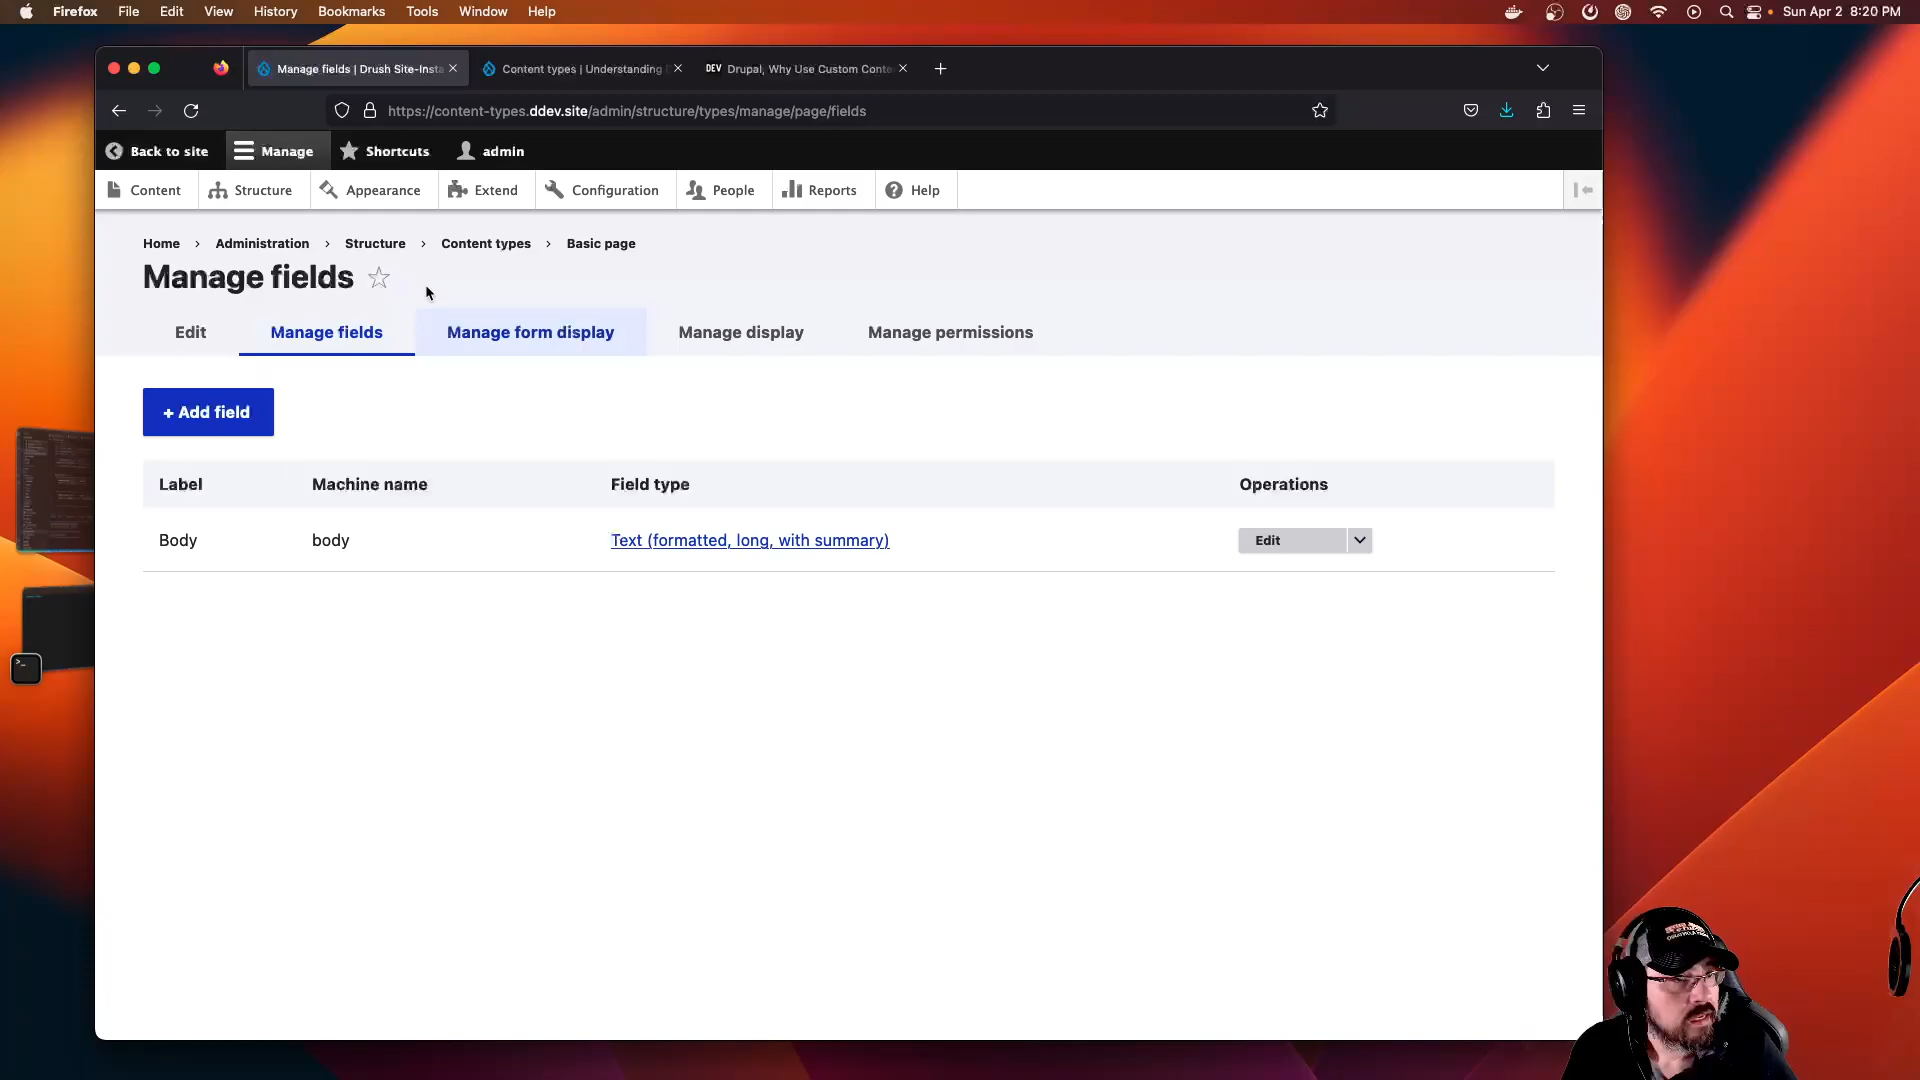 Firefox File Edit View History Bookmarks Tools Window Help Sun Apr 2 8:20 PM
Manage fields | Drush Site-Insta Content types | Understanding DEV Drupal, Why Use Custom Conte
https://content-types.ddev.site/admin/structure/types/manage/page/fields
Back to site Manage Shortcuts admin
Content Structure Appearance Extend Configuration People Reports Help
Home › Administration › Structure › Content types › Basic page
Manage fields
Edit Manage fields Manage form display Manage display Manage permissions
+ Add field
Label Machine name Field type Operations
Body body Text (formatted, long, with summary) Edit